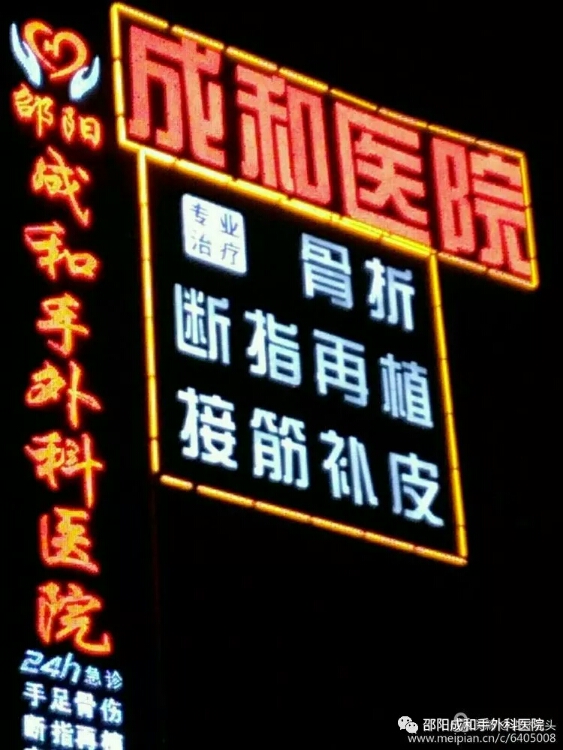 邵阳成和手外科医院
24h急诊
手足骨伤
断指再植
成和医院
专业
治疗
骨折
断指再植
接筋补皮
邵阳成和手外科医院
www.meipian.cn/c/6405008